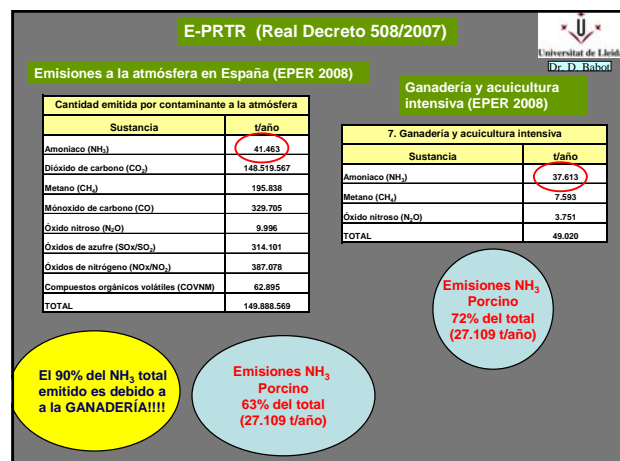 E-PRTR (Real Decreto 508/2007)
Universitat de Lleida
Dr. D. Babot
Emisiones a la atmósfera en España (EPER 2008)
Cantidad emitida por contaminante a la atmósfera
Sustancia t/año
Amoniaco (NH₃) 41.463
Dióxido de carbono (CO₂) 148.519.567
Metano (CH₄) 195.838
Mónoxido de carbono (CO) 329.705
Óxido nitroso (N₂O) 9.996
Óxidos de azufre (SOx/SO₂) 314.101
Óxidos de nitrógeno (NOx/NO₂) 387.078
Compuestos orgánicos volátiles (COVNM) 62.895
TOTAL 149.888.569
Ganadería y acuicultura
intensiva (EPER 2008)
7. Ganadería y acuicultura intensiva
Sustancia t/año
Amoniaco (NH₃) 37.613
Metano (CH₄) 7.593
Óxido nitroso (N₂O) 3.751
TOTAL 49.020
Emisiones NH₃
Porcino
72% del total
(27.109 t/año)
El 90% del NH₃ total
emitido es debido a
a la GANADERÍA!!!!
Emisiones NH₃
Porcino
63% del total
(27.109 t/año)